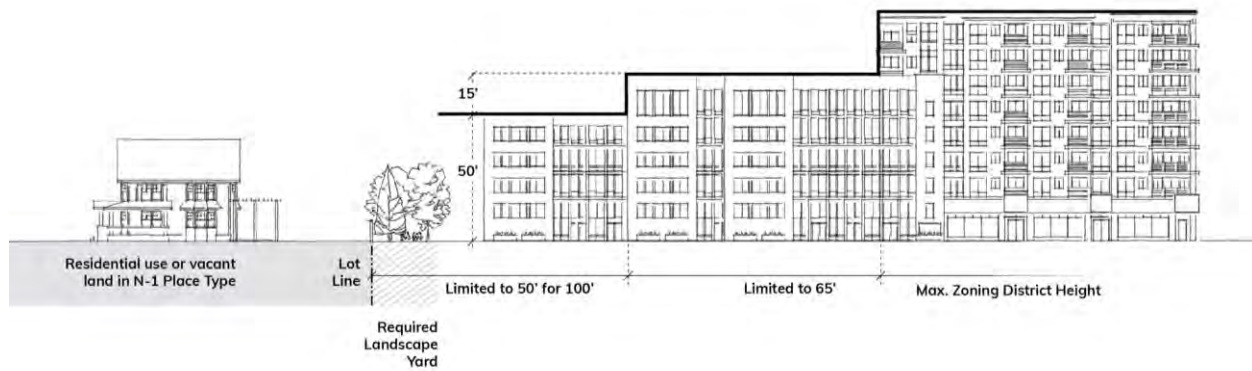 15'
50'
Residential use or vacant
land in N-1 Place Type
Lot
Line
Limited to 50' for 100'
Limited to 65'
Max. Zoning District Height
Required
Landscape
Yard